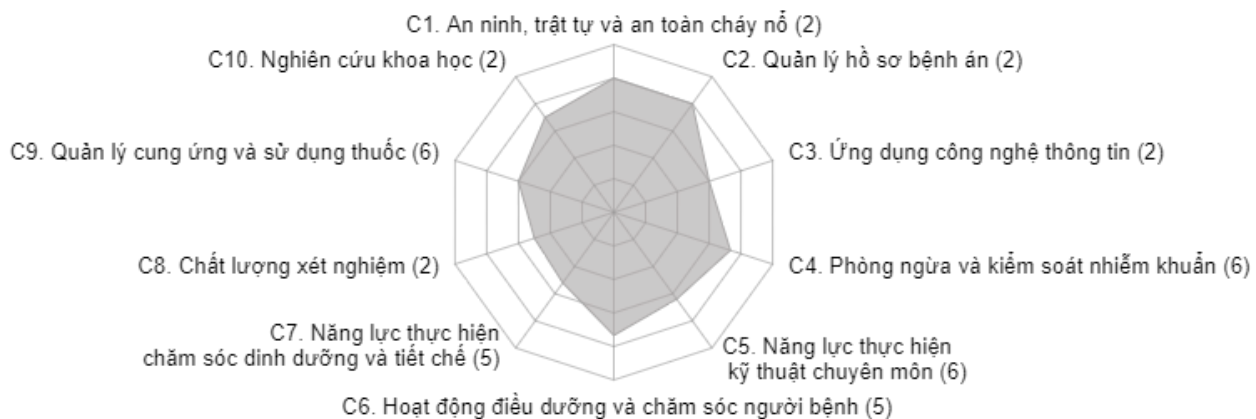 C1. An ninh, trật tự và an toàn cháy nổ (2)
C2. Quản lý hồ sơ bệnh án (2)
C3. Ứng dụng công nghệ thông tin (2)
C4. Phòng ngừa và kiểm soát nhiễm khuẩn (6)
C5. Năng lực thực hiện
kỹ thuật chuyên môn (6)
C6. Hoạt động điều dưỡng và chăm sóc người bệnh (5)
C7. Năng lực thực hiện
chăm sóc dinh dưỡng và tiết chế (5)
C8. Chất lượng xét nghiệm (2)
C9. Quản lý cung ứng và sử dụng thuốc (6)
C10. Nghiên cứu khoa học (2)